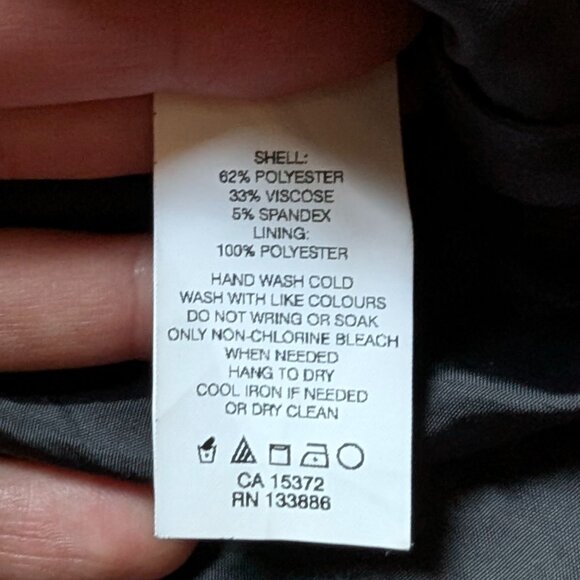 SHELL:
62% POLYESTER
33% VISCOSE
5% SPANDEX
LINING:
100% POLYESTER
HAND WASH COLD
WASH WITH LIKE COLOURS
DO NOT WRING OR SOAK
ONLY NON-CHLORINE BLEACH
WHEN NEEDED
HANG TO DRY
COOL IRON IF NEEDED
OR DRY CLEAN
CA 15372
RN 133886